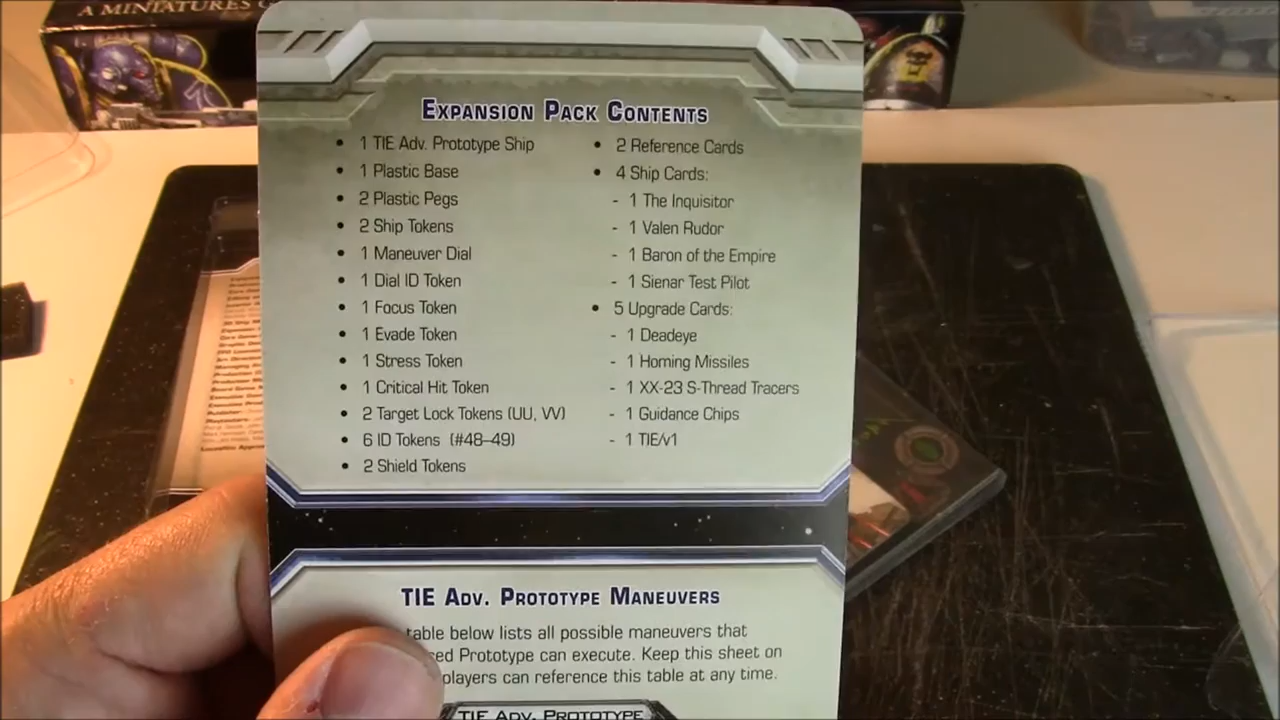 A MINIATURES G
EXPANSION PACK CONTENTS
• 1 TIE ADV. PROTOTYPE SHIP
• 1 Plastic Base
• 2 Plastic Pegs
• 2 Ship Tokens
• 1 Maneuver Dial
• 1 Dial ID Token
• 1 Focus Token
• 1 Evade Token
• 1 Stress Token
• 1 Critical Hit Token
• 2 Target Lock Tokens (UU, VV)
• 6 ID Tokens (#48–49)
• 2 Shield Tokens
• 2 Reference Cards
• 4 Ship Cards:
- 1 The Inquisitor
- 1 Valen Rudor
- 1 Baron of the Empire
- 1 Sienar Test Pilot
• 5 Upgrade Cards:
- 1 Deadeye
- 1 Homing Missiles
- 1 XX-23 S-Thread Tracers
- 1 Guidance Chips
- 1 TIE/v1
TIE ADV. PROTOTYPE MANEUVERS
table below lists all possible maneuvers that
ced Prototype can execute. Keep this sheet on
players can reference this table at any time.
TIE ADV. PROTOTYPE